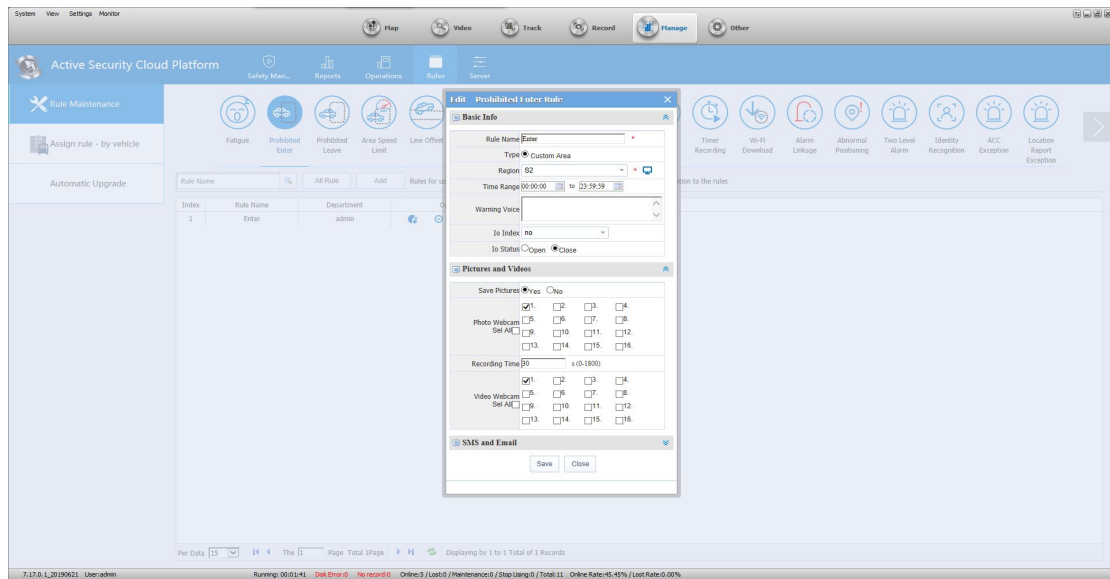 System View Settings Monitor
Map Video Track Record Manage Other
Active Security Cloud Platform
Safety Man... Reports Operations Rules Server
Rule Maintenance
Assign rule - by vehicle
Automatic Upgrade
Fatigue
Prohibited Enter
Prohibited Leave
Area Speed Limit
Line Offset
Timer Recording
Wi-Fi Download
Alarm Linkage
Abnormal Positioning
Two Level Alarm
Identity Recognition
ACC Exception
Location Report Exception
Rule Name All Rule Add Rules for
tion to the rules
Index Rule Name Department
1 Enter admin
Edit Prohibited Enter Rule
Basic Info
Rule Name Enter *
Type Custom Area
Region S2 *
Time Range 00:00:00 to 23:59:59
Warning Voice
Io Index no
Io Status Open Close
Pictures and Videos
Save Pictures Yes No
Photo Webcam
Sel All
1. 2. 3. 4.
5. 6. 7. 8.
9. 10. 11. 12.
13. 14. 15. 16.
Recording Time 30 s (0-1800)
Video Webcam
Sel All
1. 2. 3. 4.
5. 6. 7. 8.
9. 10. 11. 12.
13. 14. 15. 16.
SMS and Email
Save Close
Per Data 15 The 1 Page Total 1Page Displaying by 1 to 1 Total of 1 Records
7.17.0.1_20190621 User:admin Running: 00:01:41 Disk Error:0 No record:0 Online:5 /Lost:0 /Maintenance:0 /Stop Using:0 /Total:11 Online Rate:45.45% /Lost Rate:0.00%